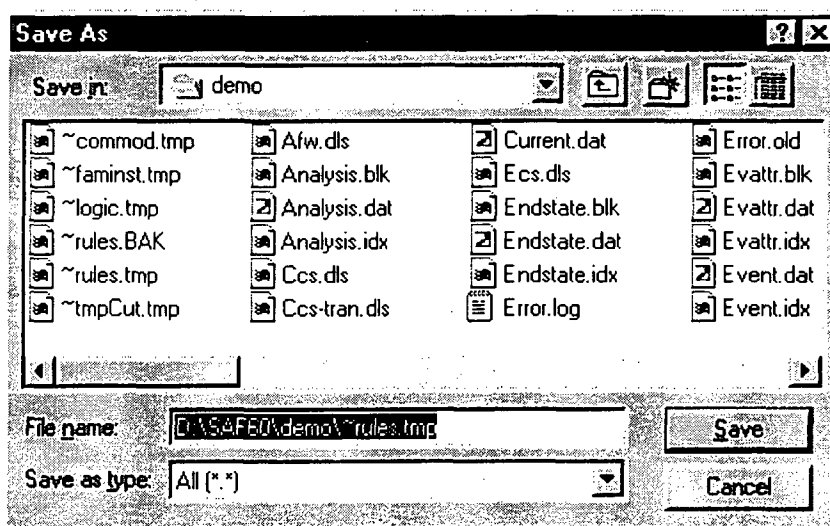 Save As
Save in: demo
~commod.tmp Afw.dls Current.dat Error.old
~faminst.tmp Analysis.blk Ecs.dls Evattr.blk
~logic.tmp Analysis.dat Endstate.blk Evattr.dat
~rules.BAK Analysis.idx Endstate.dat Evattr.idx
~rules.tmp Ccs.dls Endstate.idx Event.dat
~tmpCut.tmp Ccs-tran.dls Error.log Event.idx
File name: D:\SAF60\demo\~rules.tmp Save
Save as type: All (*.*) Cancel